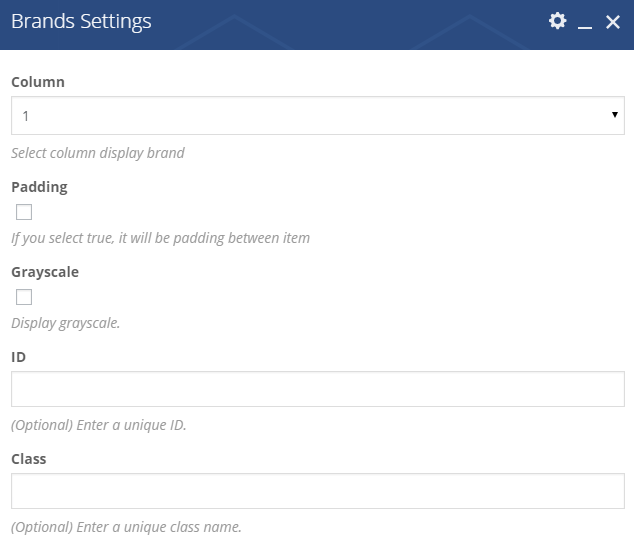 Brands Settings
Column
1
Select column display brand
Padding
If you select true, it will be padding between item
Grayscale
Display grayscale.
ID
(Optional) Enter a unique ID.
Class
(Optional) Enter a unique class name.